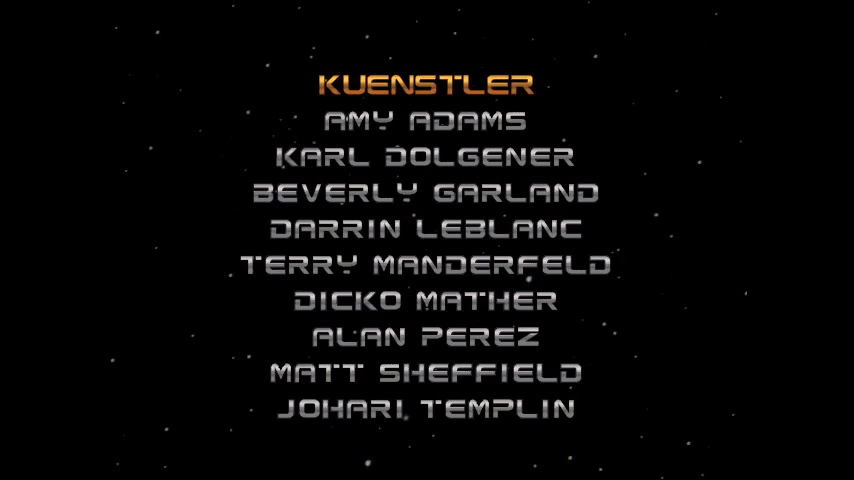 KUENSTLER
AMY ADAMS
KARL DOLGENER
BEVERLY GARLAND
DARRIN LEBLANC
TERRY MANDERFELD
DICKO MATHER
ALAN PEREZ
MATT SHEFFIELD
JOHARI TEMPLIN